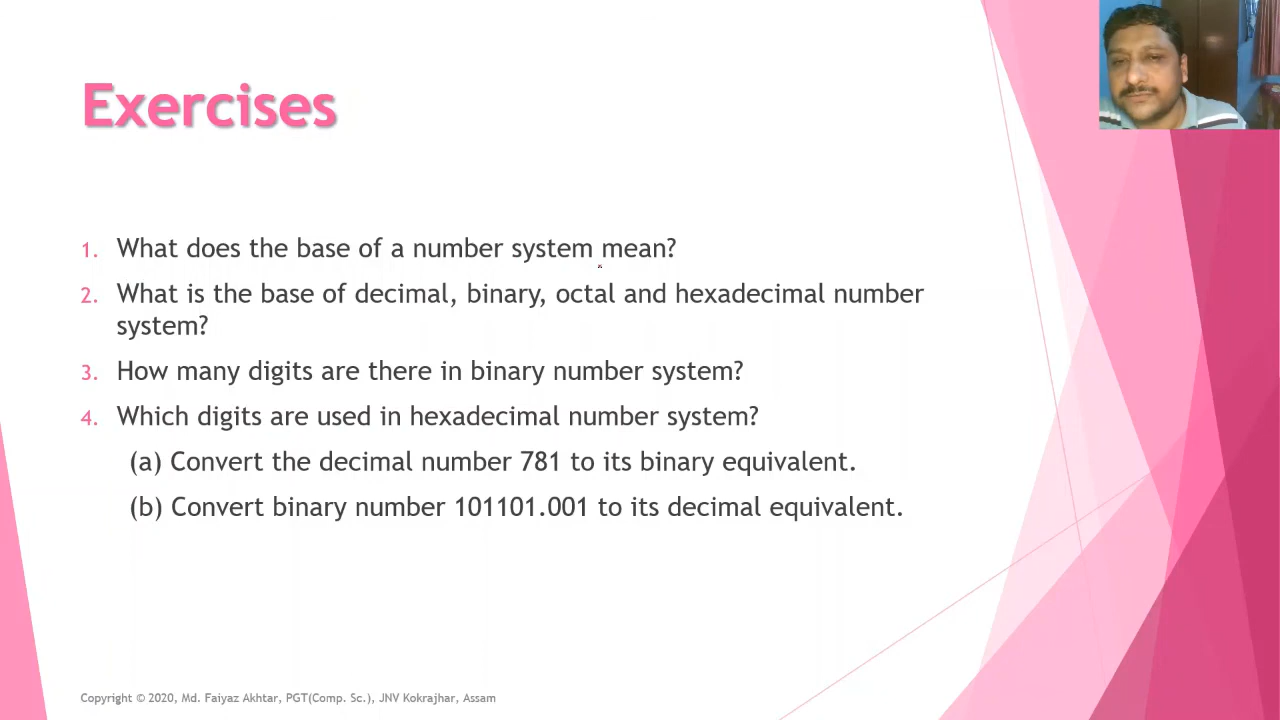 Exercises
1. What does the base of a number system mean?
2. What is the base of decimal, binary, octal and hexadecimal number
system?
3. How many digits are there in binary number system?
4. Which digits are used in hexadecimal number system?
(a) Convert the decimal number 781 to its binary equivalent.
(b) Convert binary number 101101.001 to its decimal equivalent.
Copyright © 2020, Md. Faiyaz Akhtar, PGT(Comp. Sc.), JNV Kokrajhar, Assam